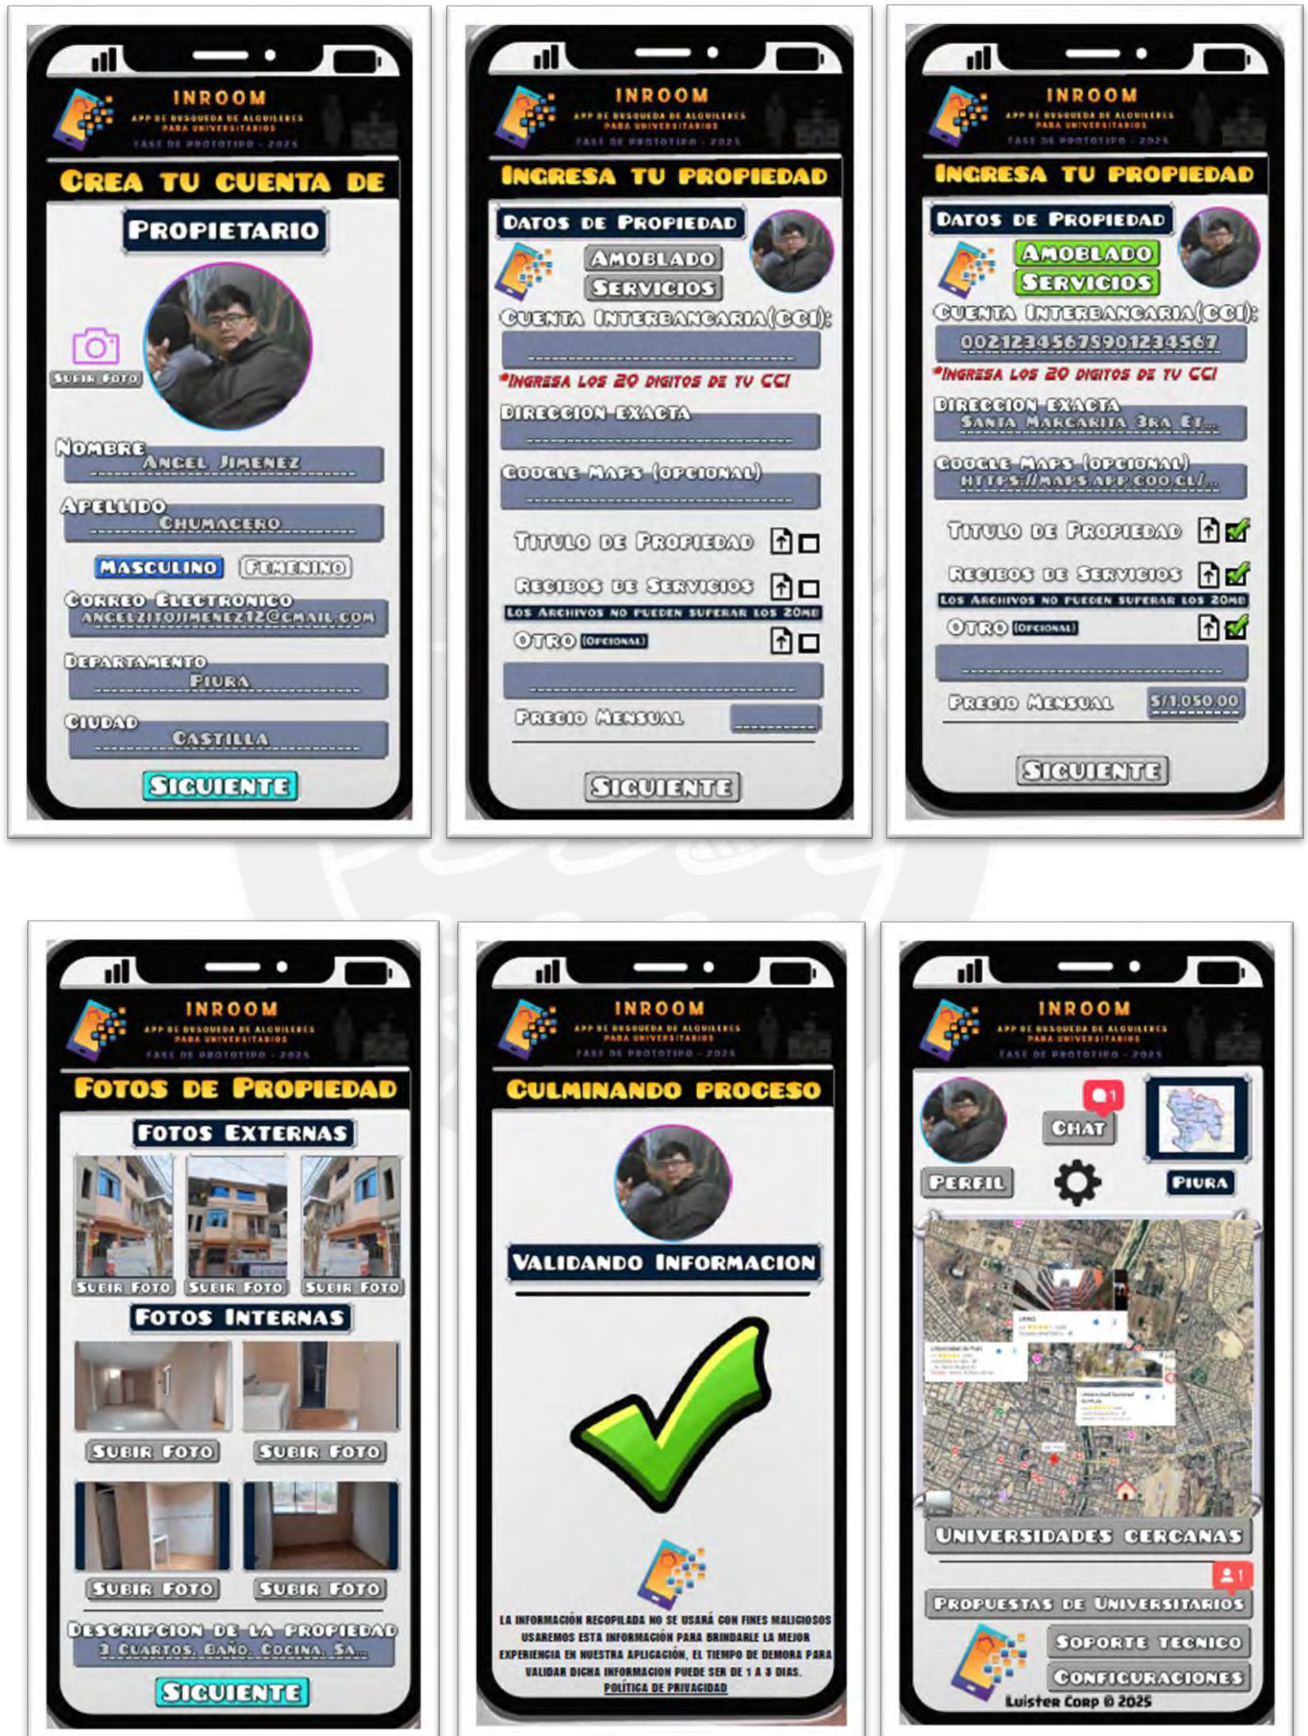 INROOM
APP DE BUSQUEDA DE ALQUILERES
PARA UNIVERSITARIOS
FASE DE PROTOTIPO - 2025
CREA TU CUENTA DE
PROPIETARIO
SUBIR FOTO
NOMBRE
ANGEL JIMENEZ
APELLIDO
CHUMACERO
MASCULINO FEMENINO
CORREO ELECTRONICO
ANGELZITOJIMENEZ12@GMAIL.COM
DEPARTAMENTO
PIURA
CIUDAD
CASTILLA
SIGUIENTE
INROOM
APP DE BUSQUEDA DE ALQUILERES
PARA UNIVERSITARIOS
FASE DE PROTOTIPO - 2025
INGRESA TU PROPIEDAD
DATOS DE PROPIEDAD
AMOBLADO
SERVICIOS
CUENTA INTERBANCARIA(CCI):
*INGRESA LOS 20 DIGITOS DE TU CCI
DIRECCION EXACTA
GOOGLE MAPS (OPCIONAL)
TITULO DE PROPIEDAD
RECIBOS DE SERVICIOS
LOS ARCHIVOS NO PUEDEN SUPERAR LOS 20MB
OTRO (OPCIONAL)
PRECIO MENSUAL
SIGUIENTE
INROOM
APP DE BUSQUEDA DE ALQUILERES
PARA UNIVERSITARIOS
FASE DE PROTOTIPO - 2025
INGRESA TU PROPIEDAD
DATOS DE PROPIEDAD
AMOBLADO
SERVICIOS
CUENTA INTERBANCARIA(CCI):
00212345678901234567
*INGRESA LOS 20 DIGITOS DE TU CCI
DIRECCION EXACTA
SANTA MARGARITA 3RA ET...
GOOGLE MAPS (OPCIONAL)
HTTPS://MAPS.APP.GOO.GL/...
TITULO DE PROPIEDAD
RECIBOS DE SERVICIOS
LOS ARCHIVOS NO PUEDEN SUPERAR LOS 20MB
OTRO (OPCIONAL)
PRECIO MENSUAL S/1,050.00
SIGUIENTE
INROOM
APP DE BUSQUEDA DE ALQUILERES
PARA UNIVERSITARIOS
FASE DE PROTOTIPO - 2025
FOTOS DE PROPIEDAD
FOTOS EXTERNAS
SUBIR FOTO SUBIR FOTO SUBIR FOTO
FOTOS INTERNAS
SUBIR FOTO SUBIR FOTO
SUBIR FOTO SUBIR FOTO
DESCRIPCION DE LA PROPIEDAD
3 CUARTOS, BAÑO, COCINA, SA...
SIGUIENTE
INROOM
APP DE BUSQUEDA DE ALQUILERES
PARA UNIVERSITARIOS
FASE DE PROTOTIPO - 2025
CULMINANDO PROCESO
VALIDANDO INFORMACION
LA INFORMACIÓN RECOPILADA NO SE USARÁ CON FINES MALICIOSOS
USAREMOS ESTA INFORMACIÓN PARA BRINDARLE LA MEJOR
EXPERIENCIA EN NUESTRA APLICACIÓN, EL TIEMPO DE DEMORA PARA
VALIDAR DICHA INFORMACION PUEDE SER DE 1 A 3 DIAS.
POLÍTICA DE PRIVACIDAD
INROOM
APP DE BUSQUEDA DE ALQUILERES
PARA UNIVERSITARIOS
FASE DE PROTOTIPO - 2025
1
CHAT
PERFIL
PIURA
UNIVERSIDADES CERCANAS
1
PROPUESTAS DE UNIVERSITARIOS
SOPORTE TECNICO
CONFIGURACIONES
Luister Corp © 2025